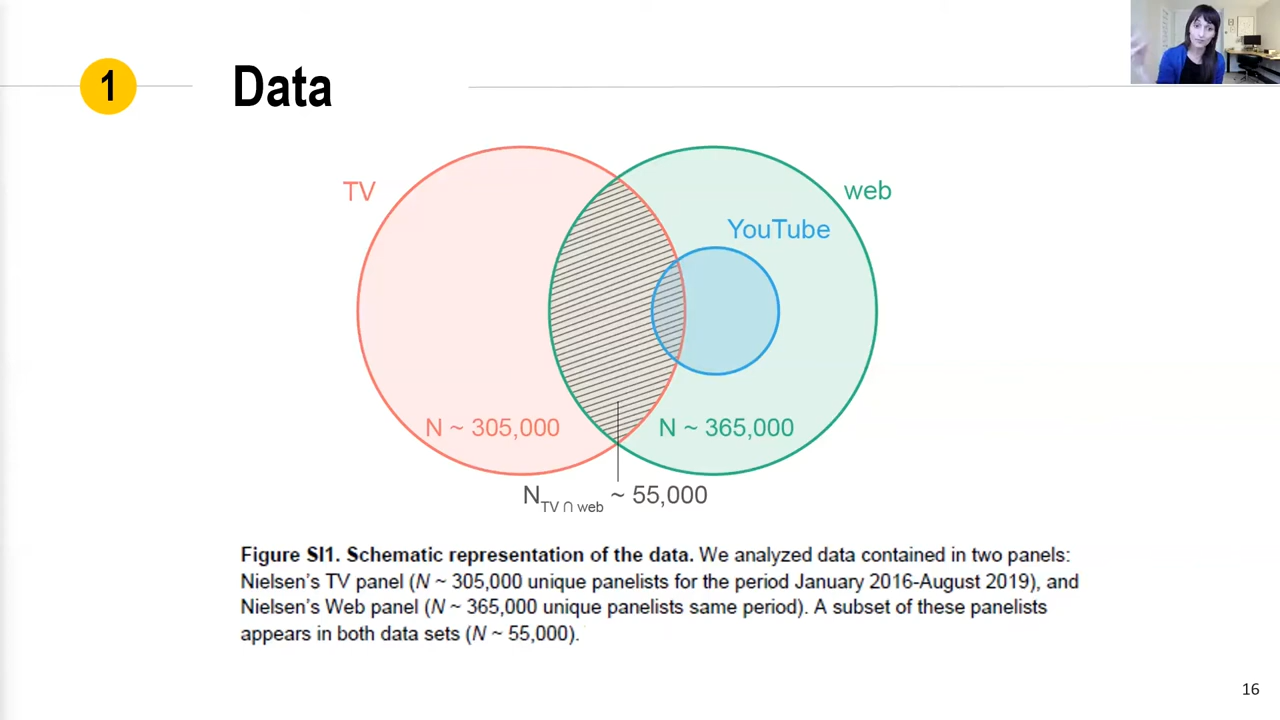 1
Data
TV
web
YouTube
N ~ 305,000
N ~ 365,000
N TV ∩ web ~ 55,000
Figure SI1. Schematic representation of the data. We analyzed data contained in two panels:
Nielsen’s TV panel (N ~ 305,000 unique panelists for the period January 2016-August 2019), and
Nielsen’s Web panel (N ~ 365,000 unique panelists same period). A subset of these panelists
appears in both data sets (N ~ 55,000).
16